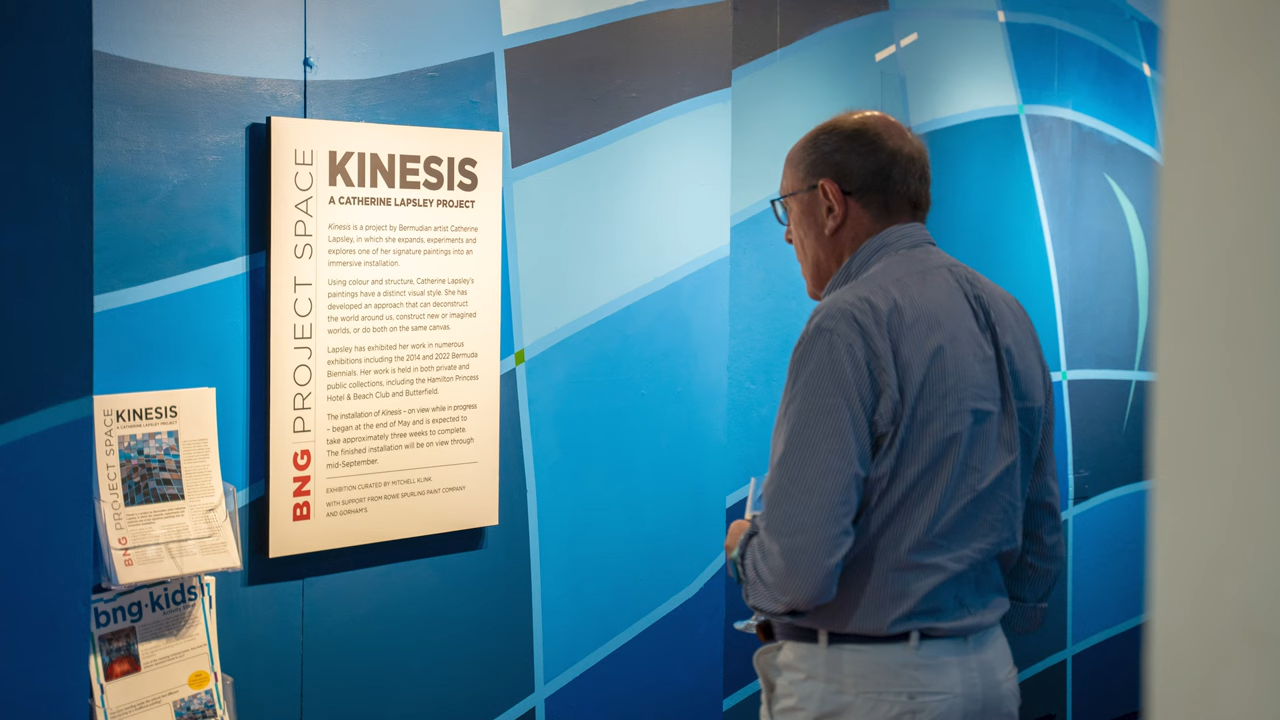 BNG | PROJECT SPACE
KINESIS
A CATHERINE LAPSLEY PROJECT
Kinesis is a project by Bermudian artist Catherine
Lapsley, in which she expands, experiments and
explores one of her signature paintings into an
immersive installation.
Using colour and structure, Catherine Lapsley's
paintings have a distinct visual style. She has
developed an approach that can deconstruct
the world around us, construct new or imagined
worlds, or do both on the same canvas.
Lapsley has exhibited her work in numerous
exhibitions including the 2014 and 2022 Bermuda
Biennials. Her work is held in both private and
public collections, including the Hamilton Princess
Hotel & Beach Club and Butterfield.
The installation of Kinesis – on view while in progress
– began at the end of May and is expected to
take approximately three weeks to complete.
The finished installation will be on view through
mid-September.
EXHIBITION CURATED BY MITCHELL KLINK
WITH SUPPORT FROM ROWE SPURLING PAINT COMPANY
AND GORHAM'S
BNG PROJECT SPACE
KINESIS
A CATHERINE LAPSLEY PROJECT
bng·kids